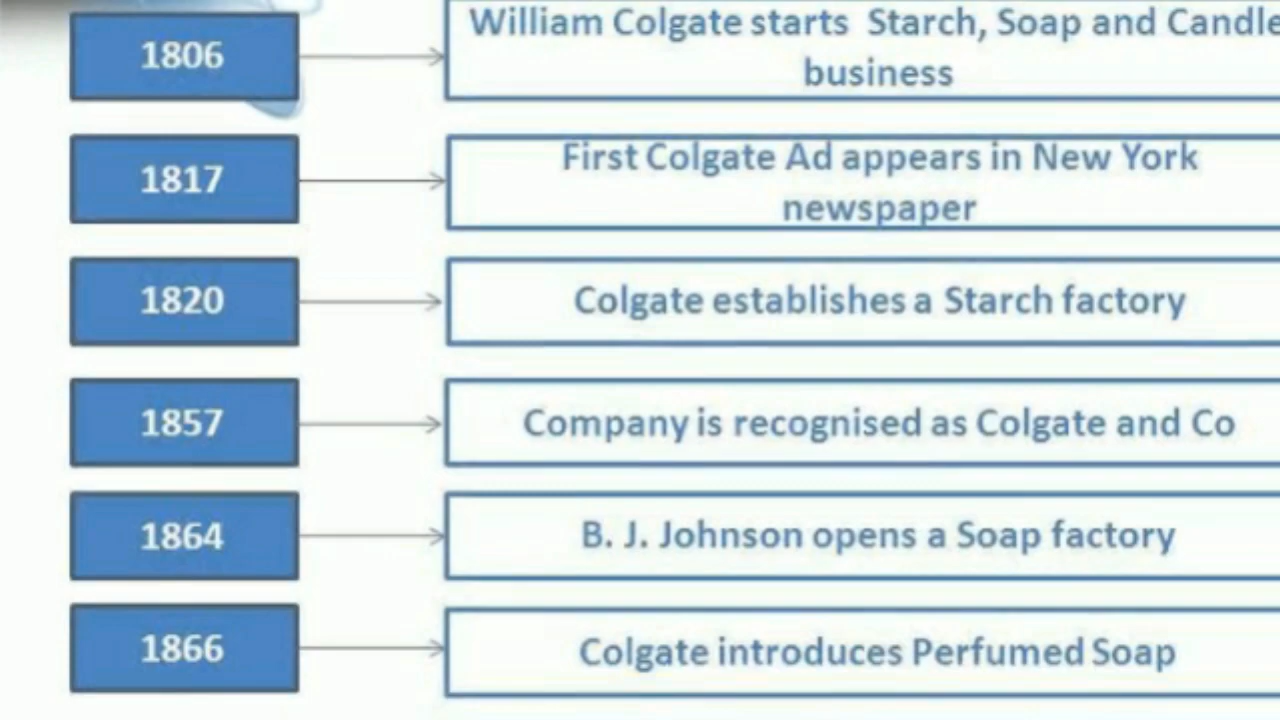 1806
William Colgate starts Starch, Soap and Candle
business
1817
First Colgate Ad appears in New York
newspaper
1820
Colgate establishes a Starch factory
1857
Company is recognised as Colgate and Co
1864
B. J. Johnson opens a Soap factory
1866
Colgate introduces Perfumed Soap